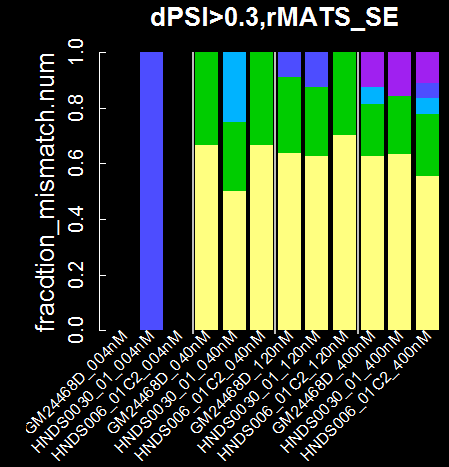 dPSI>0.3,rMATS_SE
fracdtion_mismatch.num
1.0
0.8
0.6
0.4
0.2
0.0
GM24468D_004nM
HNDS0030_01_004nM
HNDS006_01C2_004nM
GM24468D_040nM
HNDS0030_01_040nM
HNDS006_01C2_040nM
GM24468D_120nM
HNDS0030_01_120nM
HNDS006_01C2_120nM
GM24468D_400nM
HNDS0030_01_400nM
HNDS006_01C2_400nM